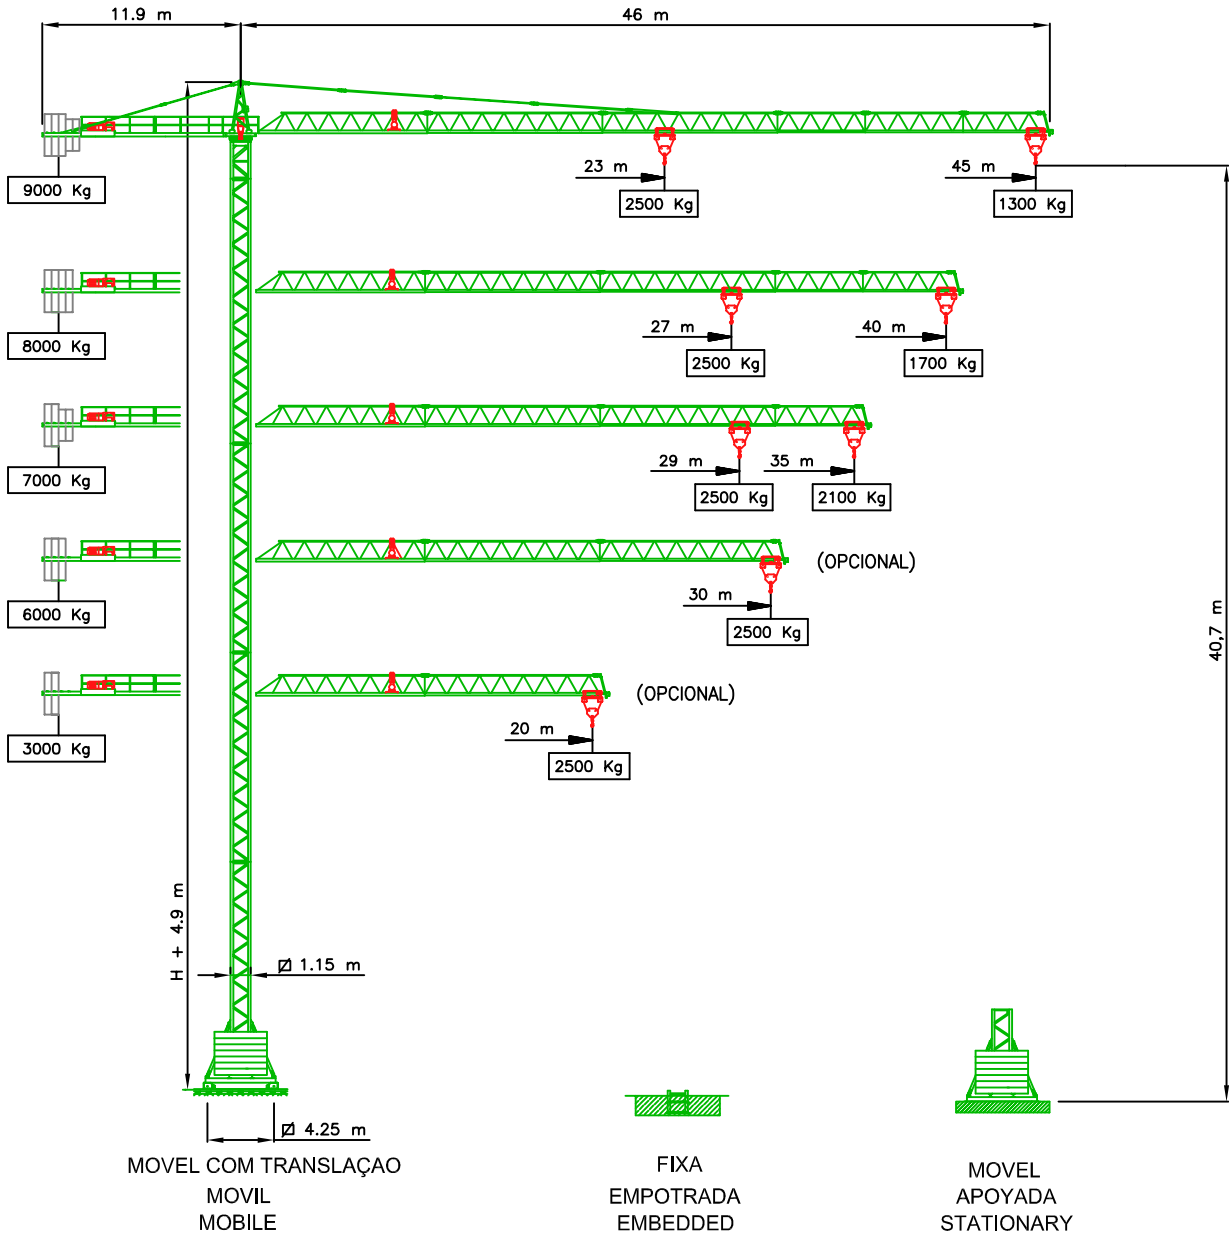 11.9 m
46 m
9000 Kg
23 m
45 m
2500 Kg
1300 Kg
8000 Kg
27 m
40 m
2500 Kg
1700 Kg
7000 Kg
29 m
35 m
2500 Kg
2100 Kg
6000 Kg
(OPCIONAL)
30 m
2500 Kg
40,7 m
3000 Kg
(OPCIONAL)
20 m
2500 Kg
H + 4.9 m
1.15 m
4.25 m
MOVEL COM TRANSLAÇAO
MOVIL
MOBILE
FIXA
EMPOTRADA
EMBEDDED
MOVEL
APOYADA
STATIONARY